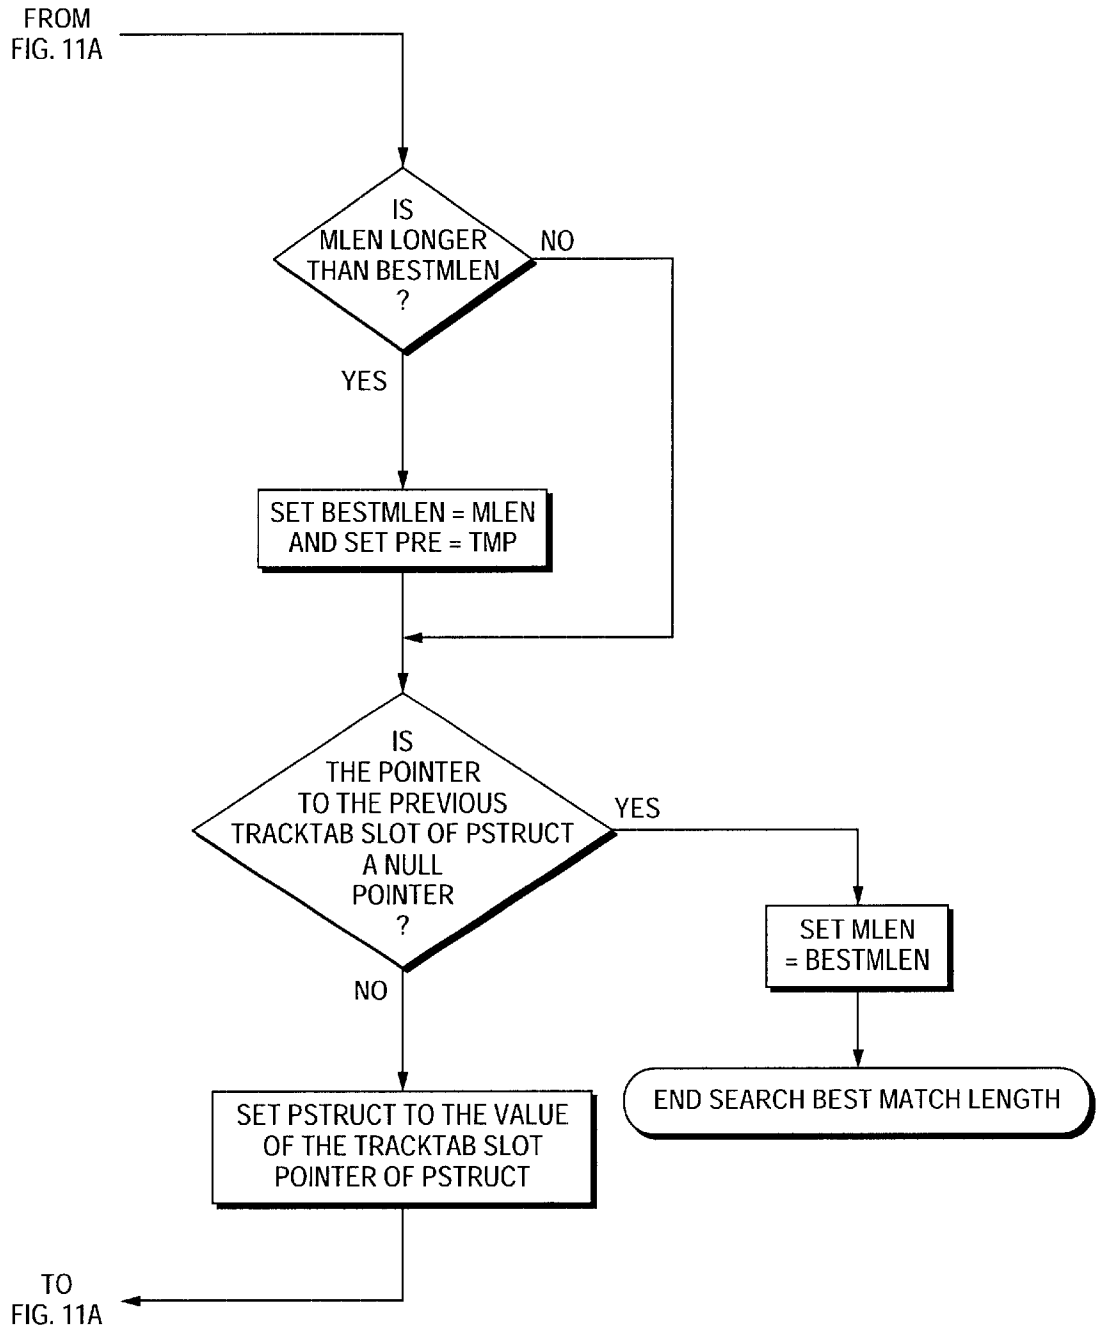 FROM
FIG. 11A
IS
MLEN LONGER
THAN BESTMLEN
?
NO
YES
SET BESTMLEN = MLEN
AND SET PRE = TMP
IS
THE POINTER
TO THE PREVIOUS
TRACKTAB SLOT OF PSTRUCT
A NULL
POINTER
?
YES
NO
SET MLEN
= BESTMLEN
END SEARCH BEST MATCH LENGTH
SET PSTRUCT TO THE VALUE
OF THE TRACKTAB SLOT
POINTER OF PSTRUCT
TO
FIG. 11A